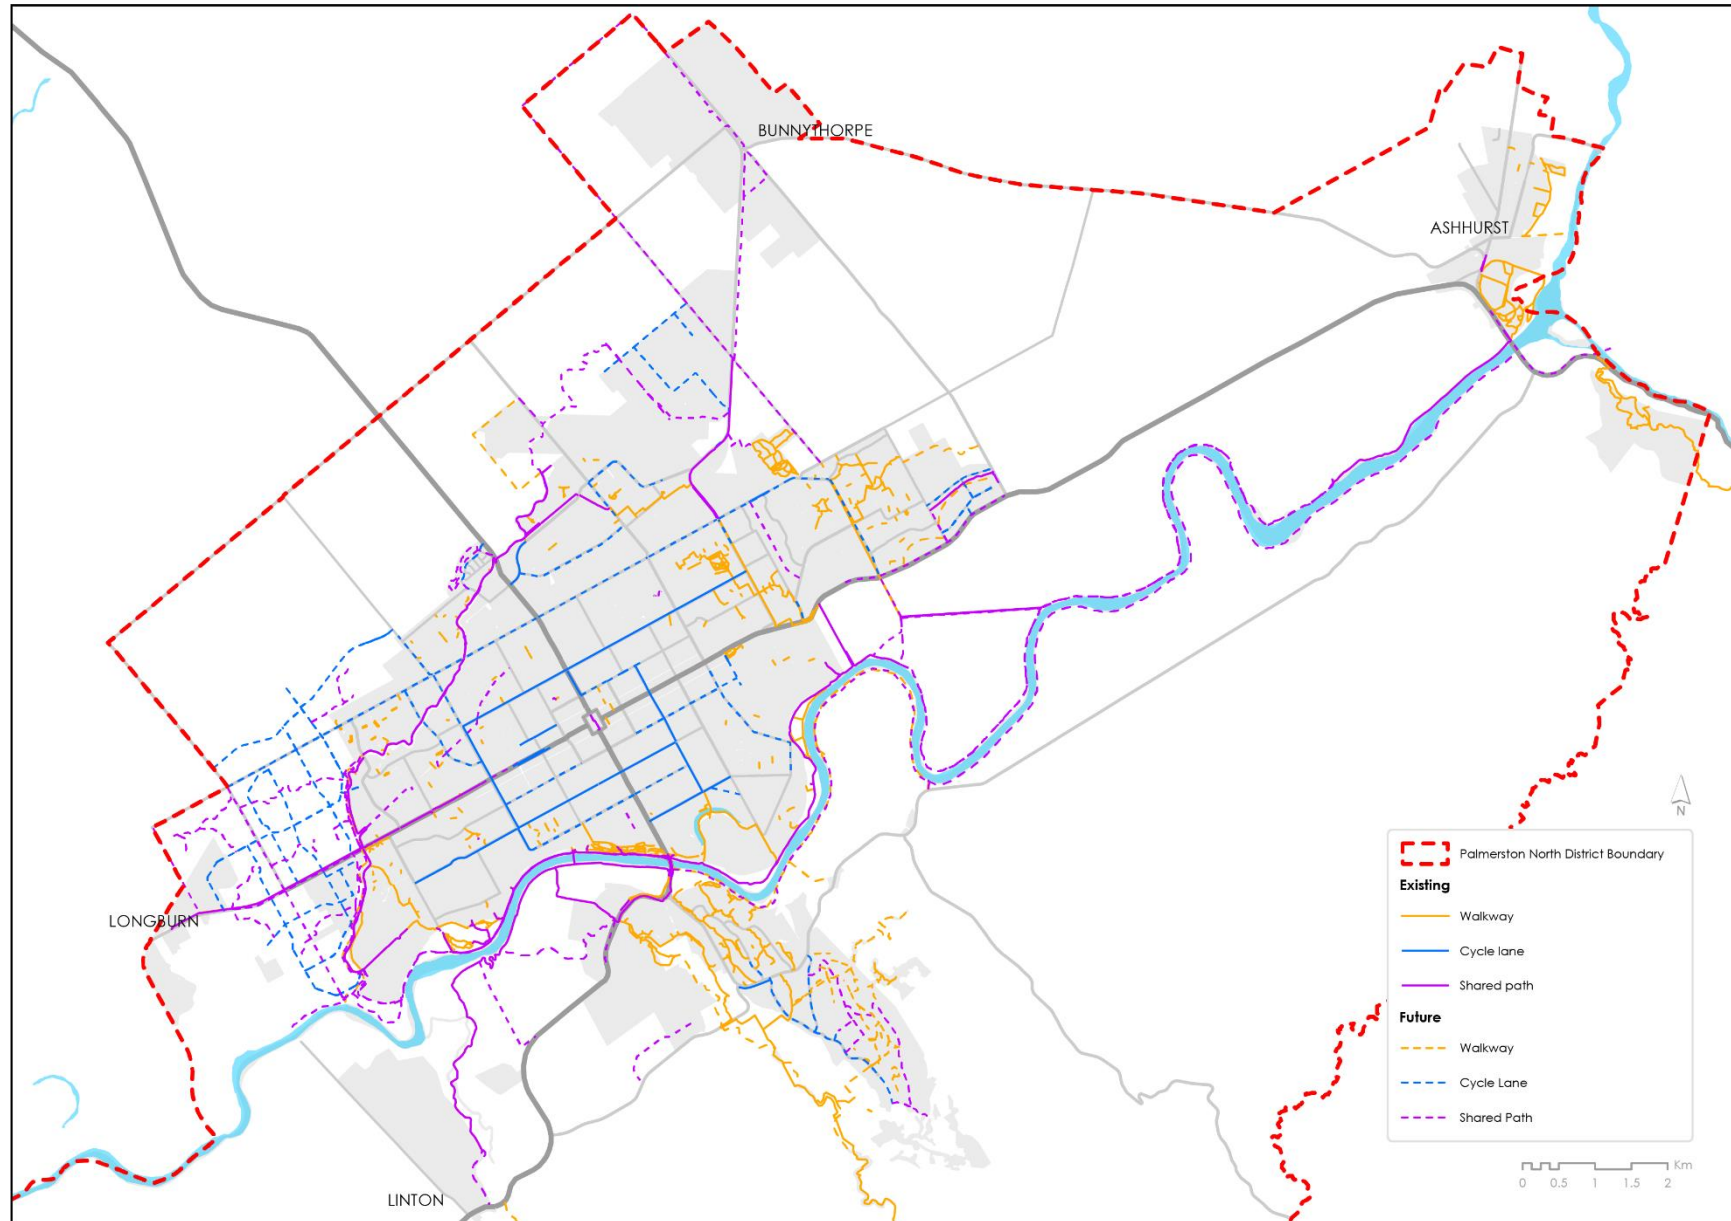 BUNNYTHORPE
ASHHURST
LONGBURN
LINTON
N
Palmerston North District Boundary
Existing
Walkway
Cycle lane
Shared path
Future
Walkway
Cycle Lane
Shared Path
Km
0 0.5 1 1.5 2